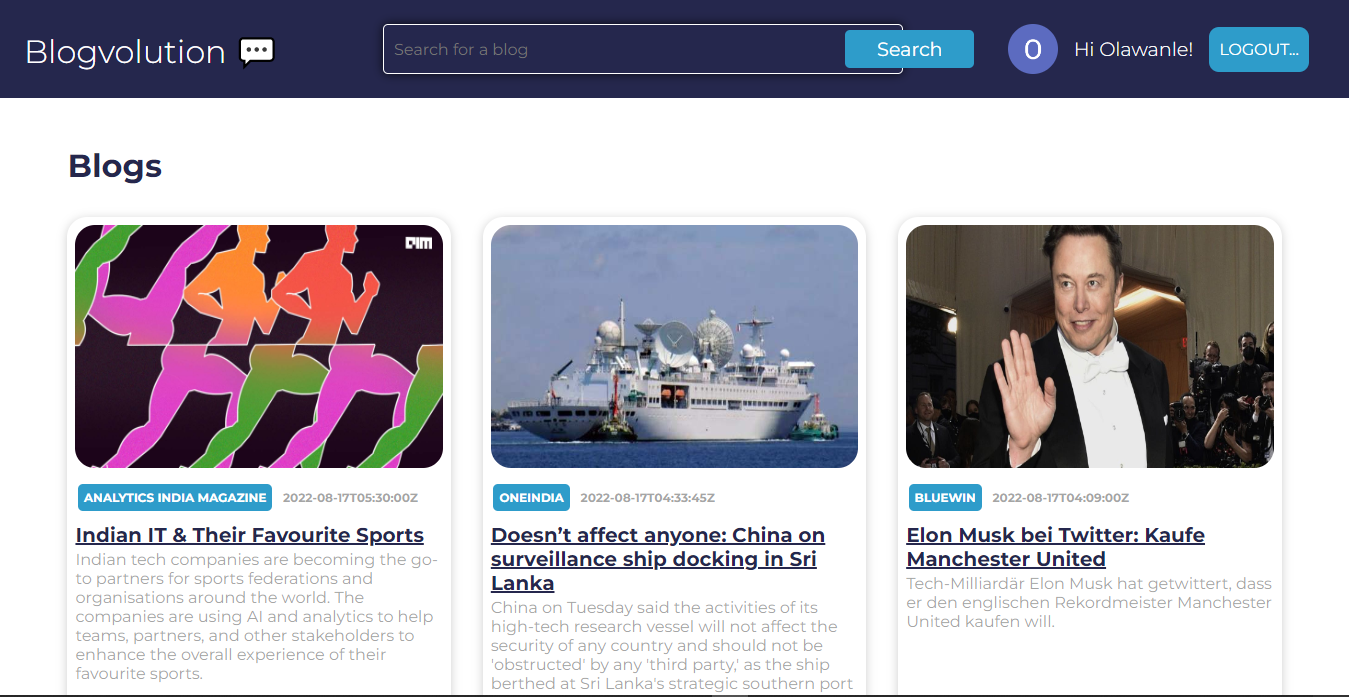 Blogvolution
Search for a blog
Search
O
Hi Olawanle!
LOGOUT...
Blogs
AIM
ANALYTICS INDIA MAGAZINE 2022-08-17T05:30:00Z
Indian IT & Their Favourite Sports
Indian tech companies are becoming the go-
to partners for sports federations and
organisations around the world. The
companies are using AI and analytics to help
teams, partners, and other stakeholders to
enhance the overall experience of their
favourite sports.
ONEINDIA 2022-08-17T04:33:45Z
Doesn’t affect anyone: China on
surveillance ship docking in Sri
Lanka
China on Tuesday said the activities of its
high-tech research vessel will not affect the
security of any country and should not be
'obstructed' by any 'third party,' as the ship
berthed at Sri Lanka's strategic southern port
BLUEWIN 2022-08-17T04:09:00Z
Elon Musk bei Twitter: Kaufe
Manchester United
Tech-Milliardär Elon Musk hat getwittert, dass
er den englischen Rekordmeister Manchester
United kaufen will.